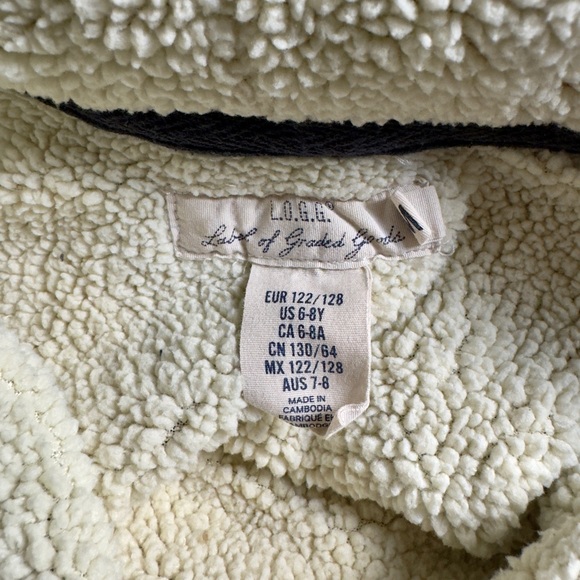 L.O.G.G.®
Label of Graded Goods
EUR 122/128
US 6-8Y
CA 6-8A
CN 130/64
MX 122/128
AUS 7-8
MADE IN
CAMBODIA
FABRIQUE